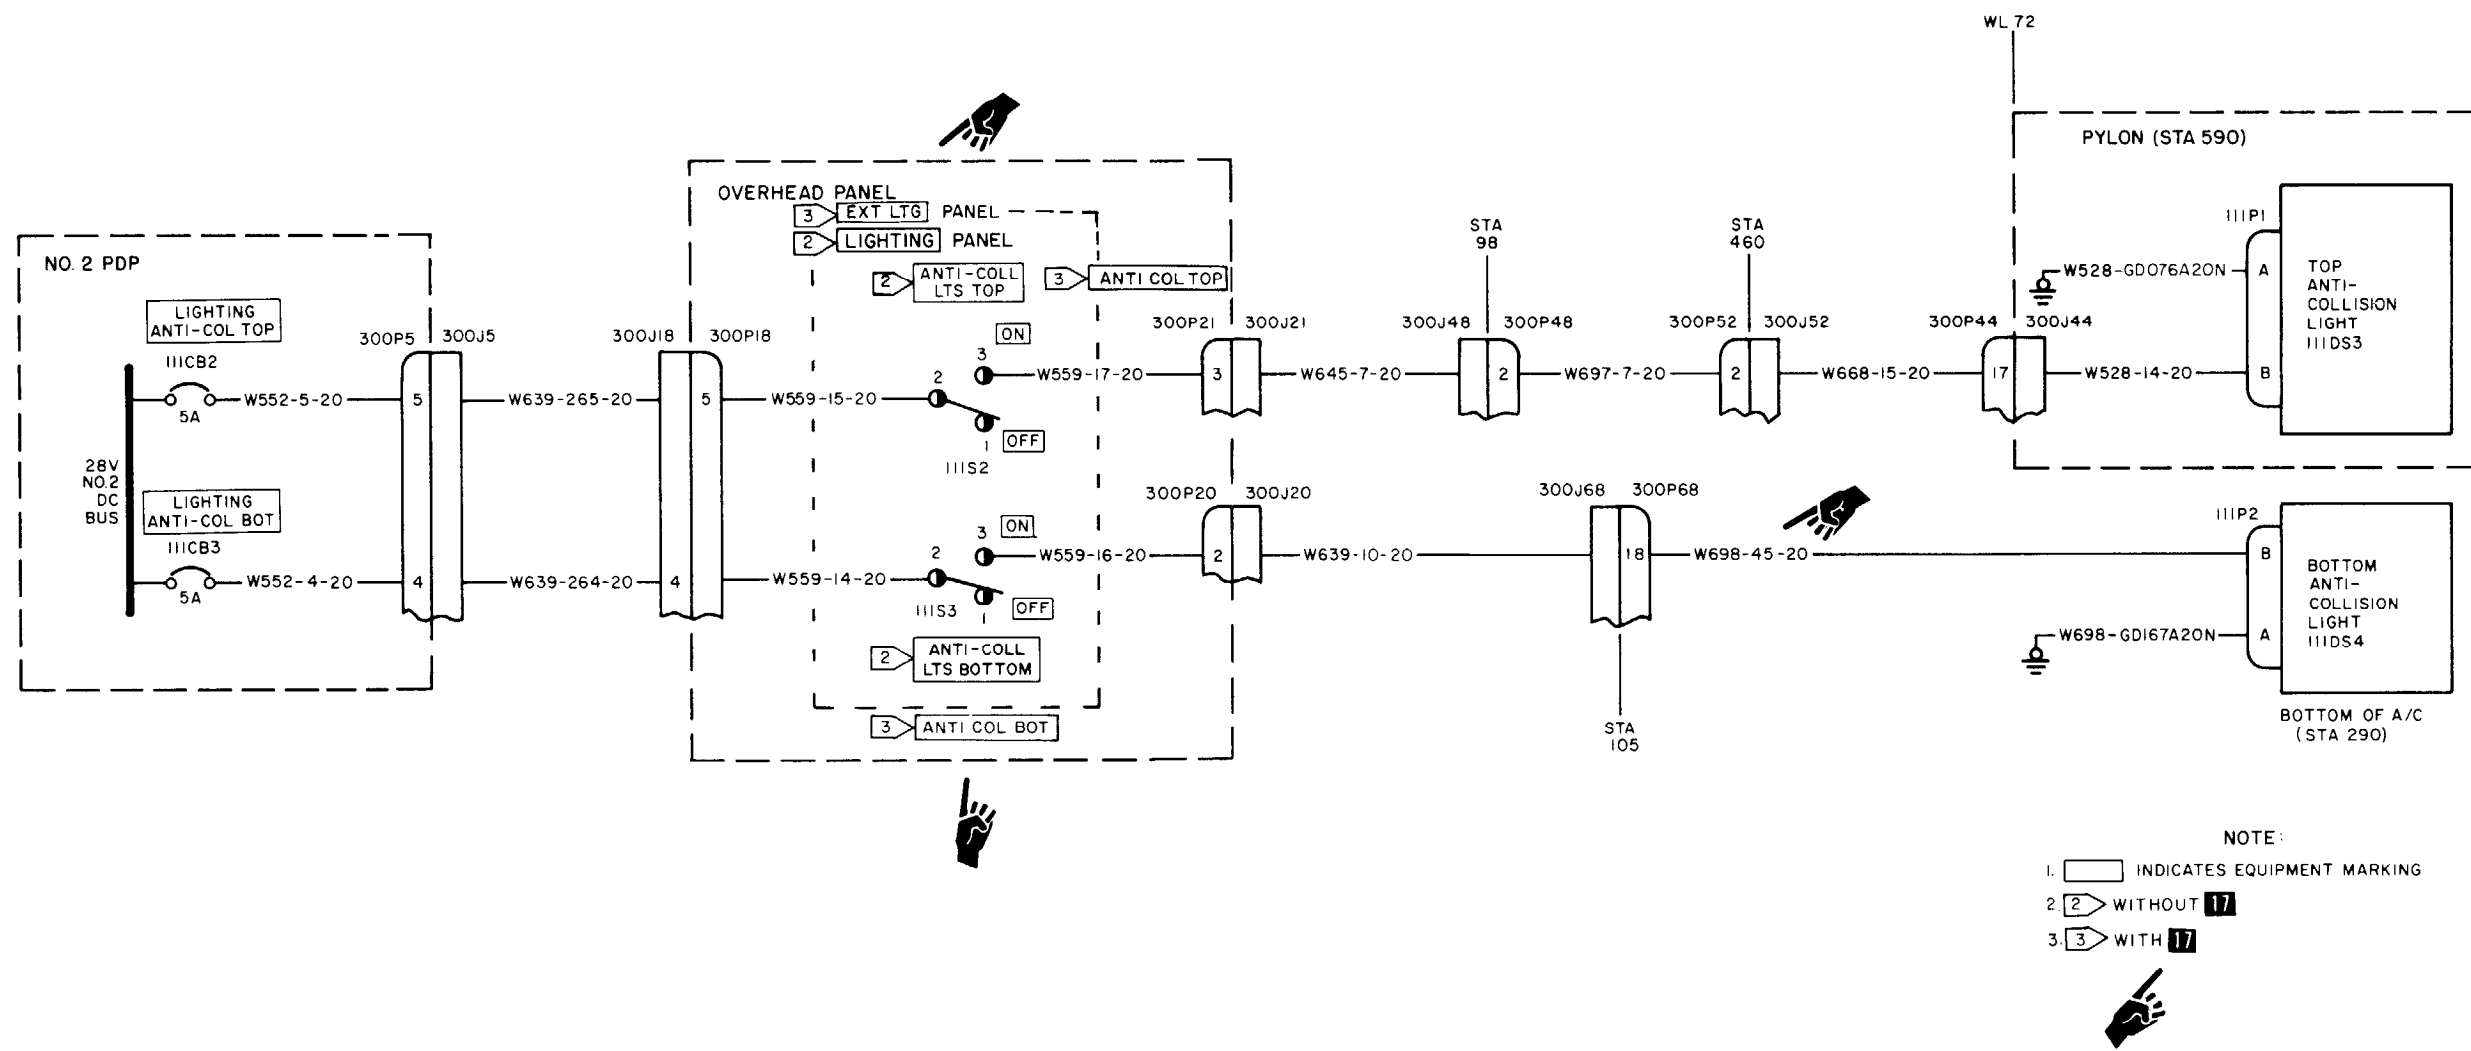 WL 72
PYLON (STA 590)
OVERHEAD PANEL
3 EXT LTG PANEL
2 LIGHTING PANEL
NO. 2 PDP
2 ANTI-COLL
LTS TOP
3 ANTI COL TOP
STA
98
STA
460
111P1
LIGHTING
ANTI-COL TOP
111CB2
5A
W552-5-20
300P5
300J5
5
W639-265-20
300J18
300P18
5
W559-15-20
2
3
ON
1
OFF
111S2
W559-17-20
300P21
300J21
3
W645-7-20
300J48
300P48
2
W697-7-20
300P52
300J52
2
W668-15-20
300P44
300J44
17
W528-14-20
B
W528-GD076A20N
A
TOP
ANTI-
COLLISION
LIGHT
111DS3
28V
NO.2
DC
BUS
LIGHTING
ANTI-COL BOT
111CB3
5A
W552-4-20
4
W639-264-20
4
W559-14-20
2
3
ON
111S3
1
OFF
W559-16-20
300P20
300J20
2
W639-10-20
300J68
300P68
18
W698-45-20
STA
105
111P2
B
W698-GD167A20N
A
BOTTOM
ANTI-
COLLISION
LIGHT
111DS4
BOTTOM OF A/C
(STA 290)
2 ANTI-COLL
LTS BOTTOM
3 ANTI COL BOT
NOTE:
1. INDICATES EQUIPMENT MARKING
2. 2 WITHOUT 17
3. 3 WITH 17